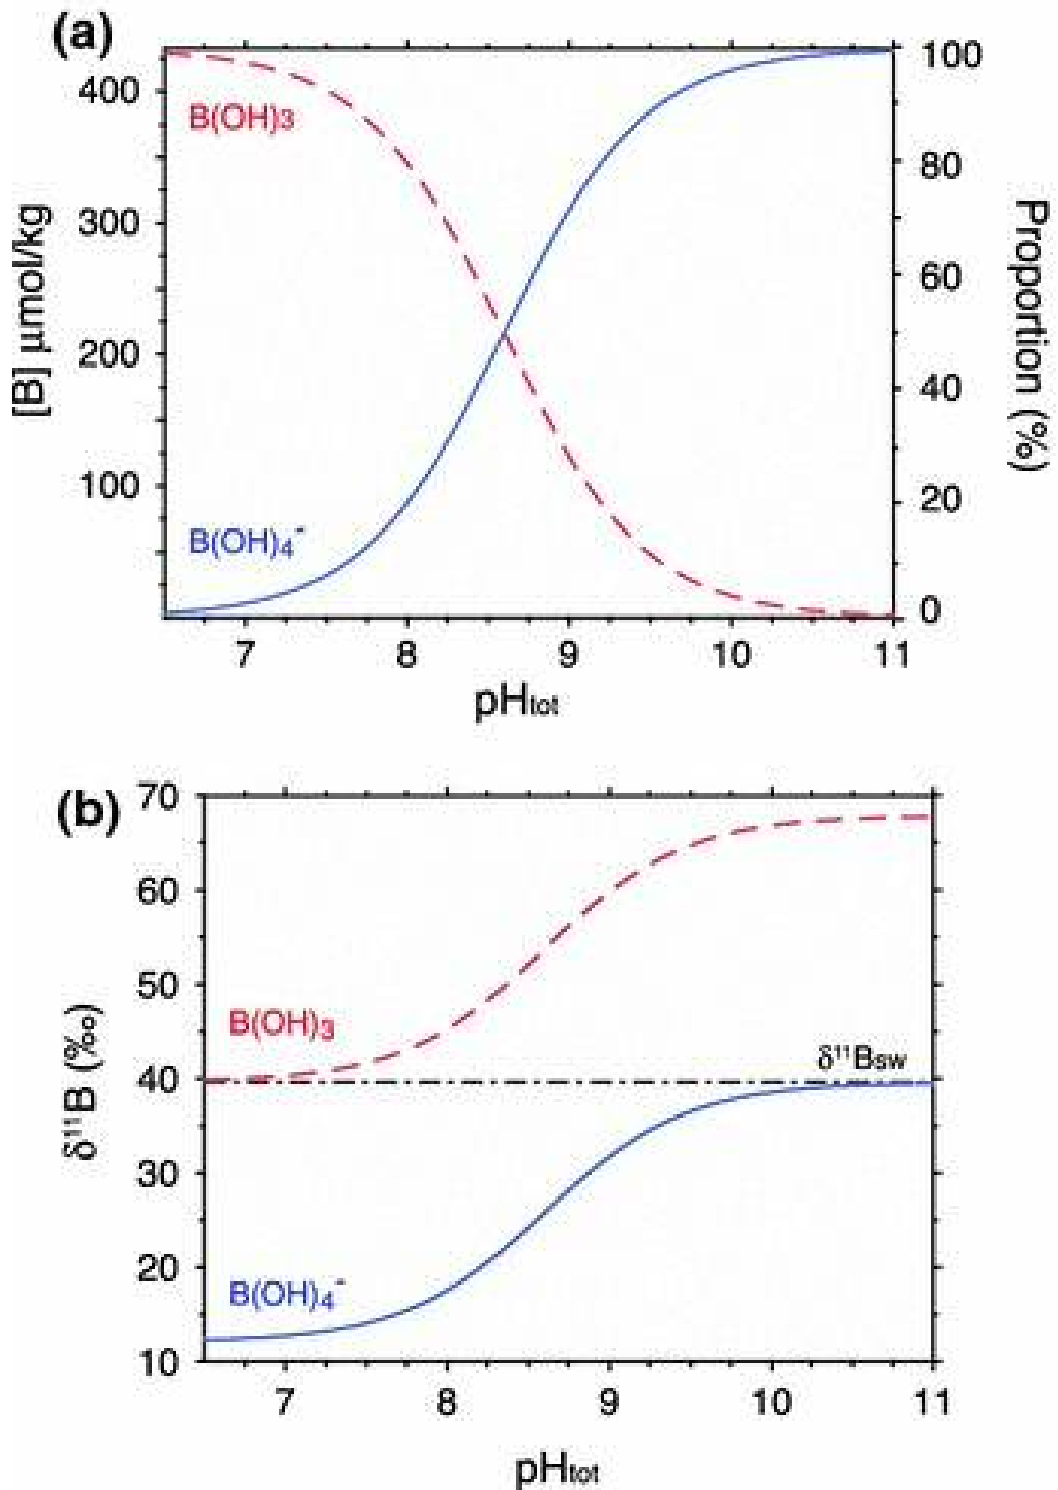 (a)
400
300
200
100
[B] µmol/kg
B(OH)3
B(OH)4-
100
80
60
40
20
0
Proportion (%)
7 8 9 10 11
pHtot
(b)
70
60
50
40
30
20
10
δ11B (‰)
B(OH)3
δ11Bsw
B(OH)4-
7 8 9 10 11
pHtot